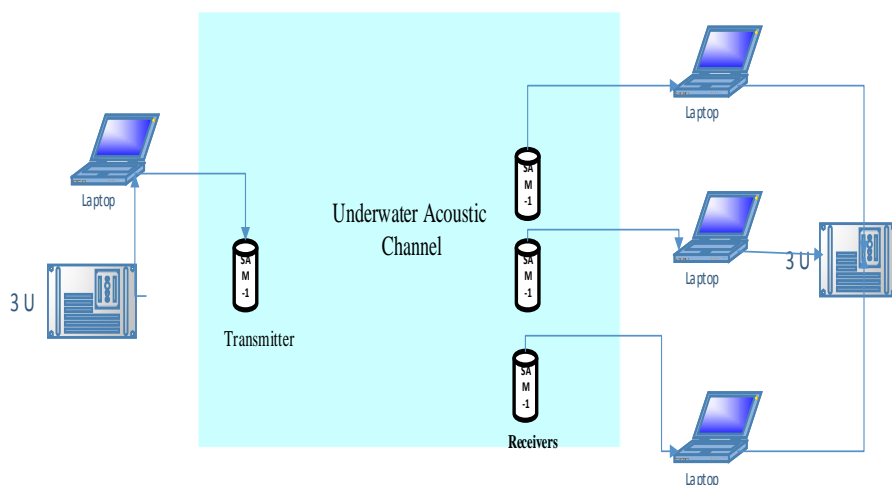 Laptop
3 U
SA
M
-1
Transmitter
Underwater Acoustic
Channel
SA
M
-1
SA
M
-1
SA
M
-1
Receivers
Laptop
Laptop
3 U
Laptop